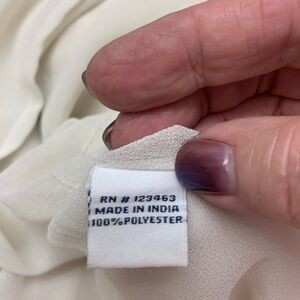 RN # 123463
MADE IN INDIA
100%POLYESTER